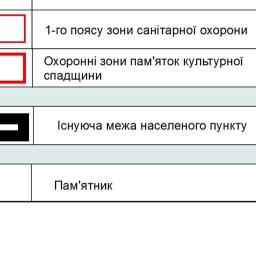 1-го поясу зони санітарної охорони
Охоронні зони пам'яток культурної
спадщини
Існуюча межа населеного пункту
Пам'ятник